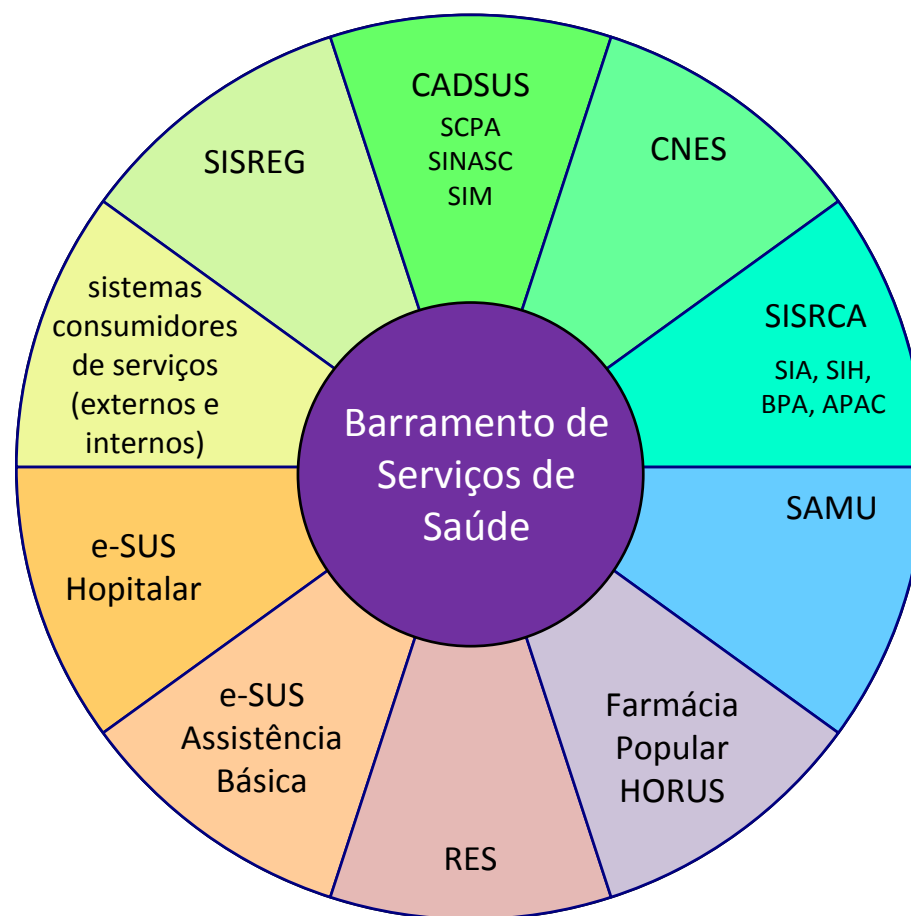 CADSUS
SCPA
SINASC
SIM
CNES
SISRCA
SIA, SIH,
BPA, APAC
SAMU
Farmácia
Popular
HORUS
RES
e-SUS
Assistência
Básica
e-SUS
Hopitalar
sistemas
consumidores
de serviços
(externos e
internos)
SISREG
Barramento de
Serviços de
Saúde